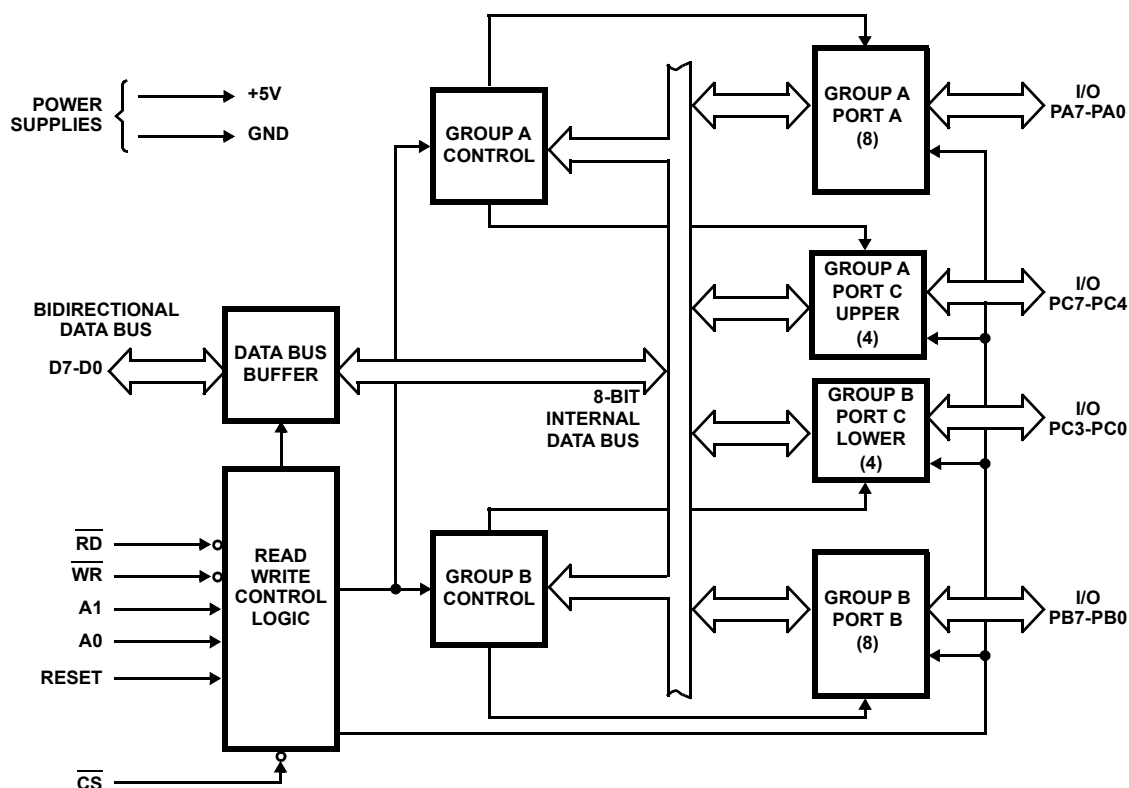 POWER
SUPPLIES
+5V
GND
GROUP A
CONTROL
GROUP A
PORT A
(8)
I/O
PA7-PA0
GROUP A
PORT C
UPPER
(4)
I/O
PC7-PC4
BIDIRECTIONAL
DATA BUS
D7-D0
DATA BUS
BUFFER
8-BIT
INTERNAL
DATA BUS
GROUP B
PORT C
LOWER
(4)
I/O
PC3-PC0
RD
WR
A1
A0
RESET
CS
READ
WRITE
CONTROL
LOGIC
GROUP B
CONTROL
GROUP B
PORT B
(8)
I/O
PB7-PB0